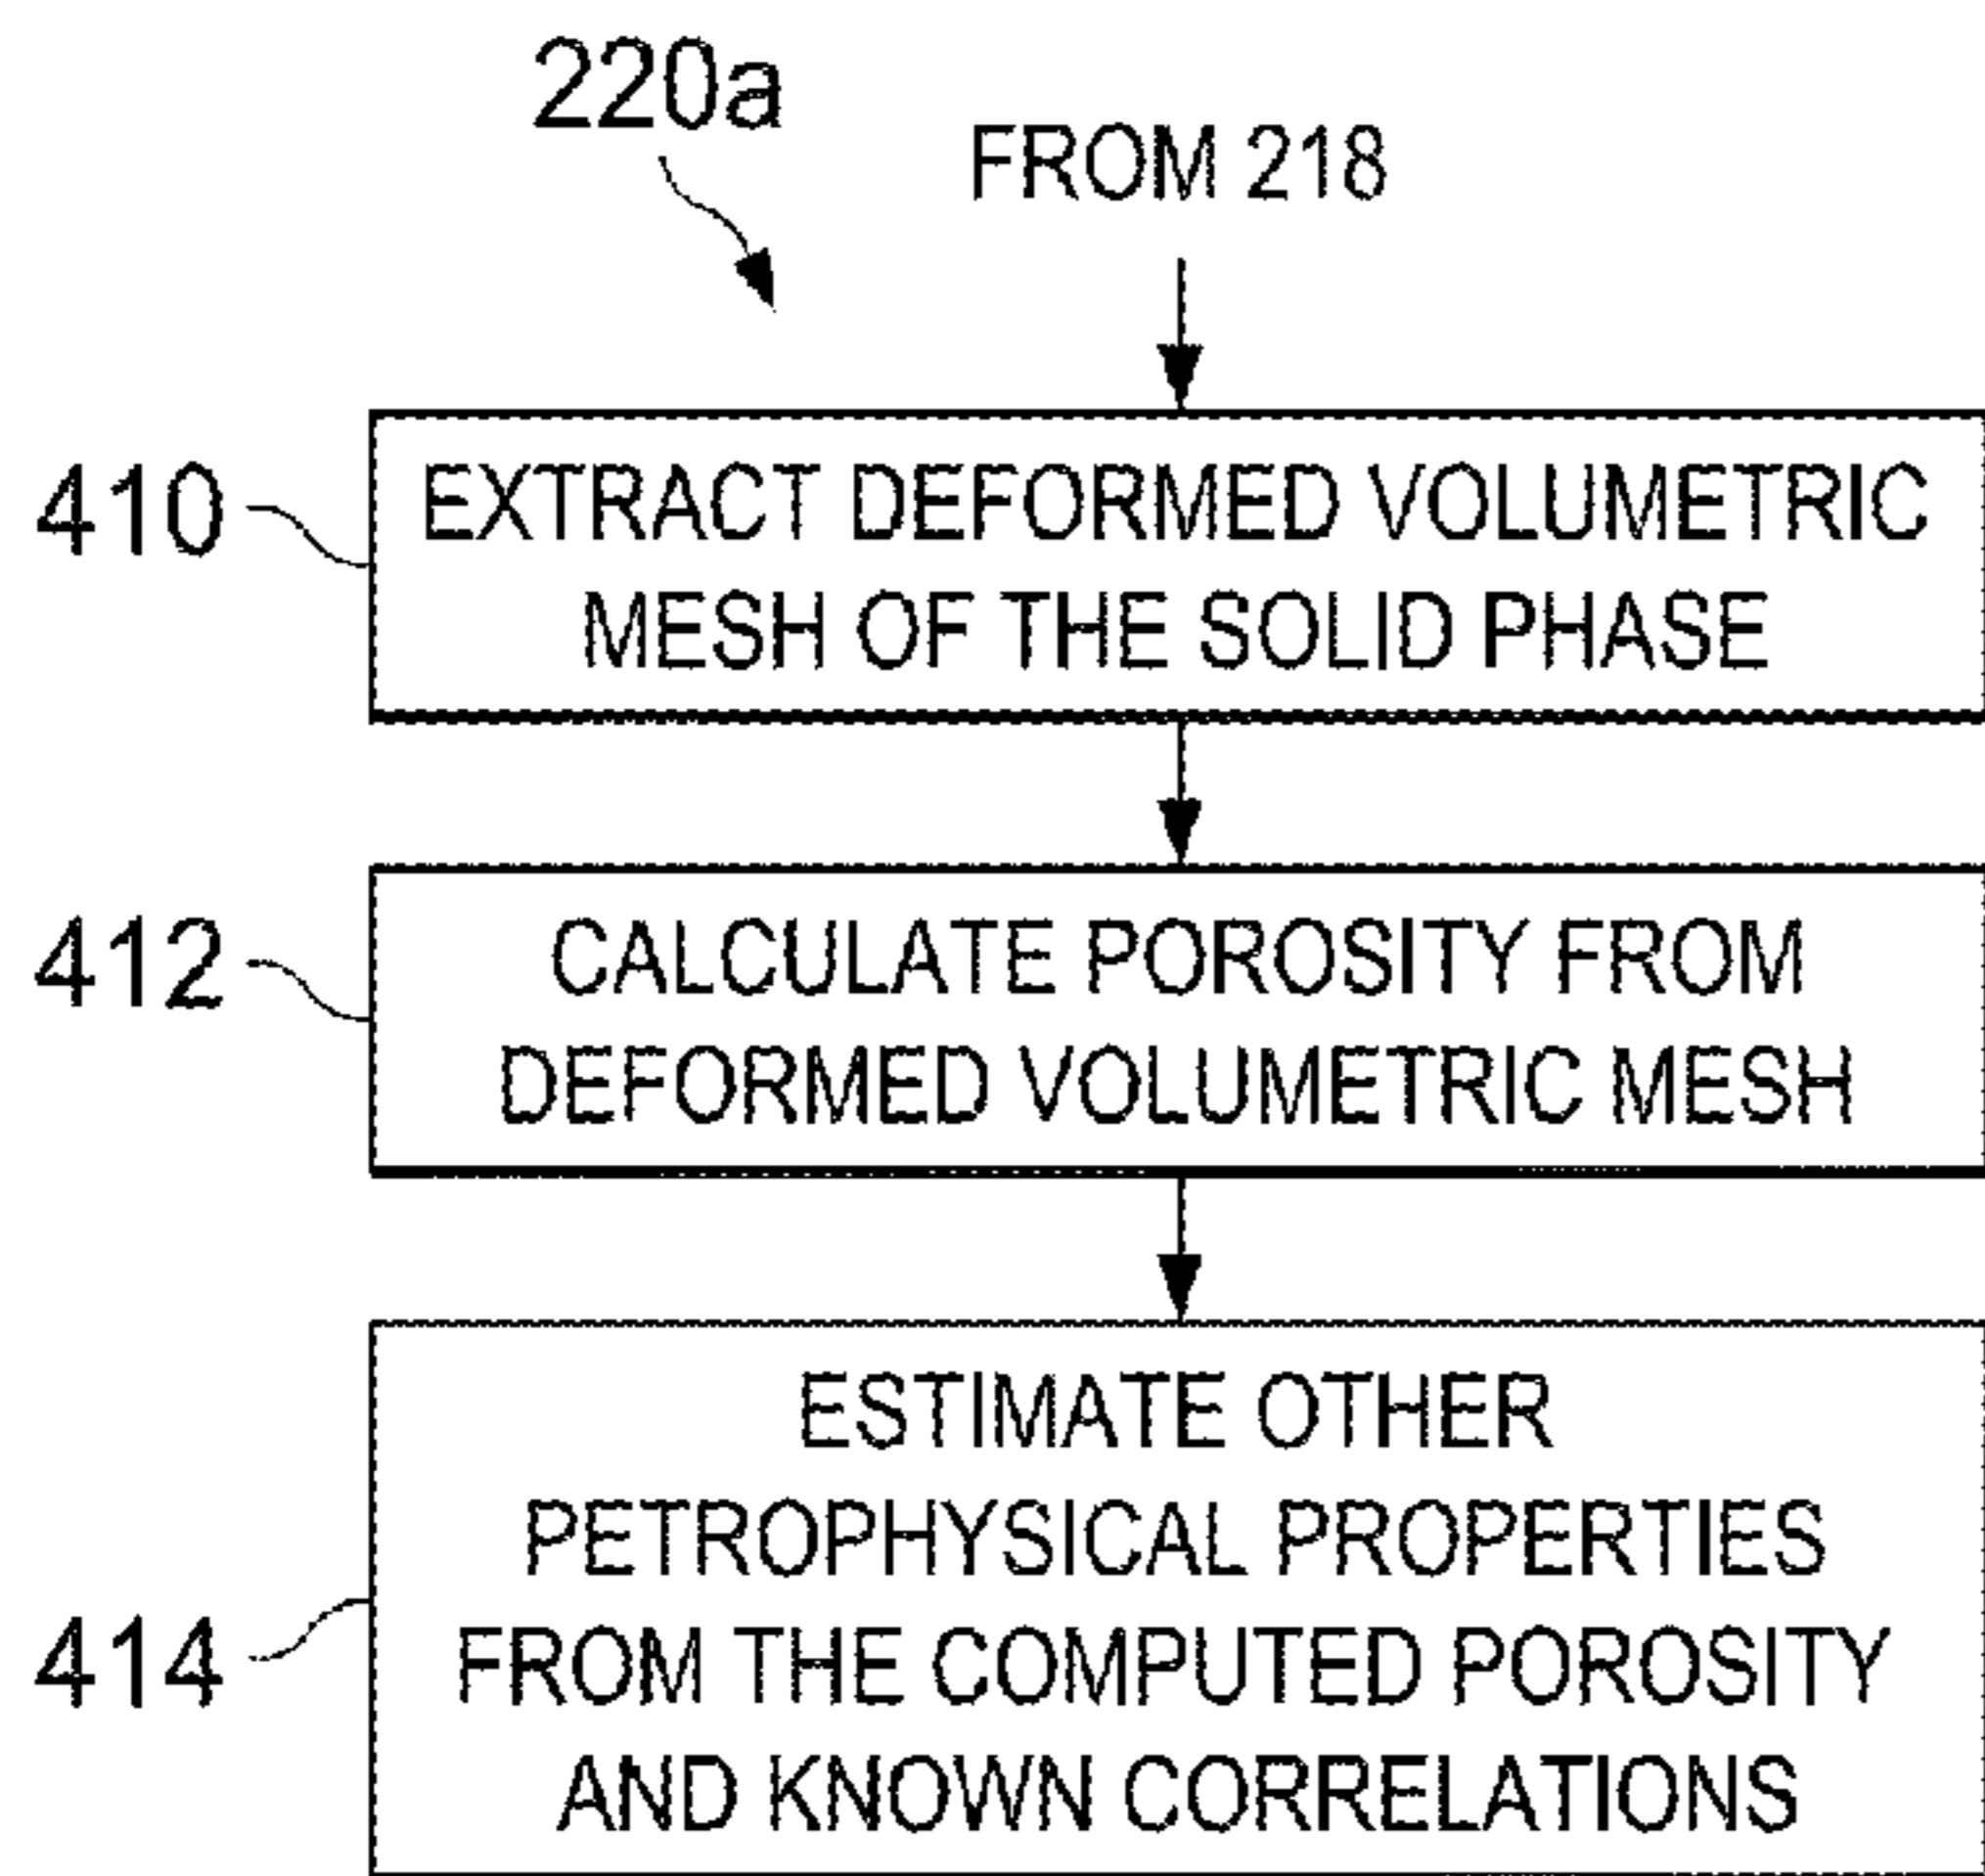 220a
FROM 218
410
EXTRACT DEFORMED VOLUMETRIC
MESH OF THE SOLID PHASE
412
CALCULATE POROSITY FROM
DEFORMED VOLUMETRIC MESH
414
ESTIMATE OTHER
PETROPHYSICAL PROPERTIES
FROM THE COMPUTED POROSITY
AND KNOWN CORRELATIONS